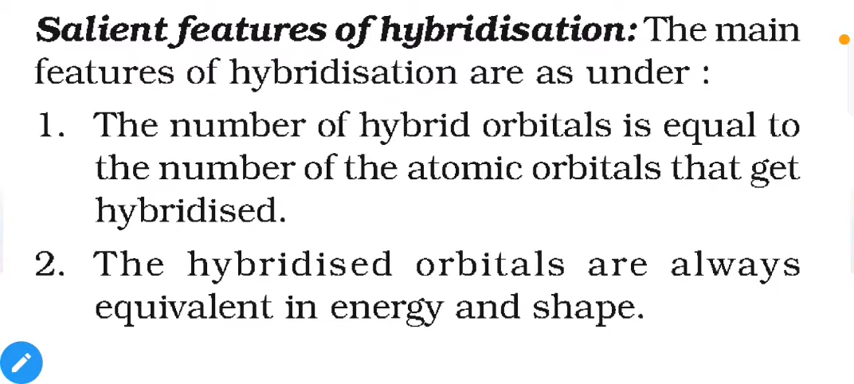 Salient features of hybridisation: The main
features of hybridisation are as under :
1. The number of hybrid orbitals is equal to
the number of the atomic orbitals that get
hybridised.
2. The hybridised orbitals are always
equivalent in energy and shape.